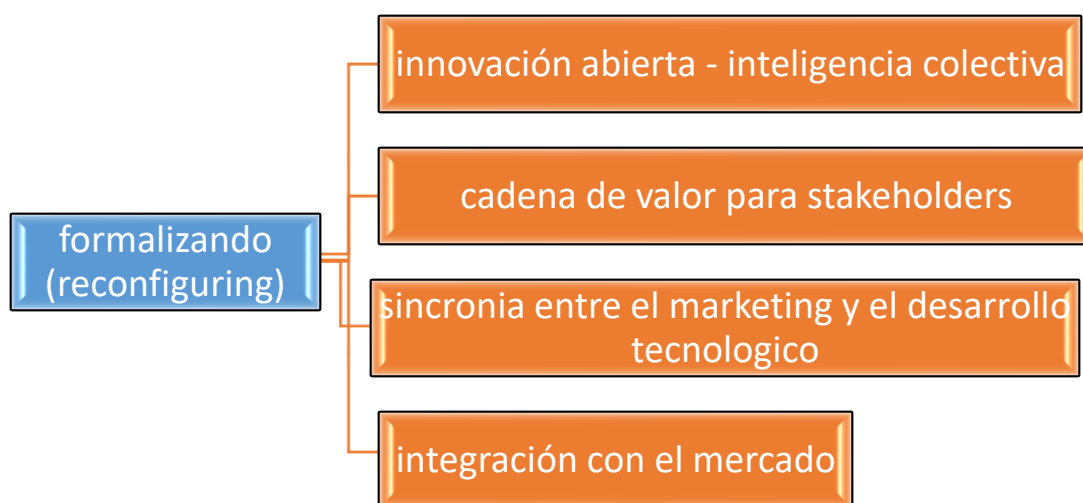 innovación abierta - inteligencia colectiva
cadena de valor para stakeholders
formalizando
(reconfiguring)
sincronia entre el marketing y el desarrollo
tecnologico
integración con el mercado